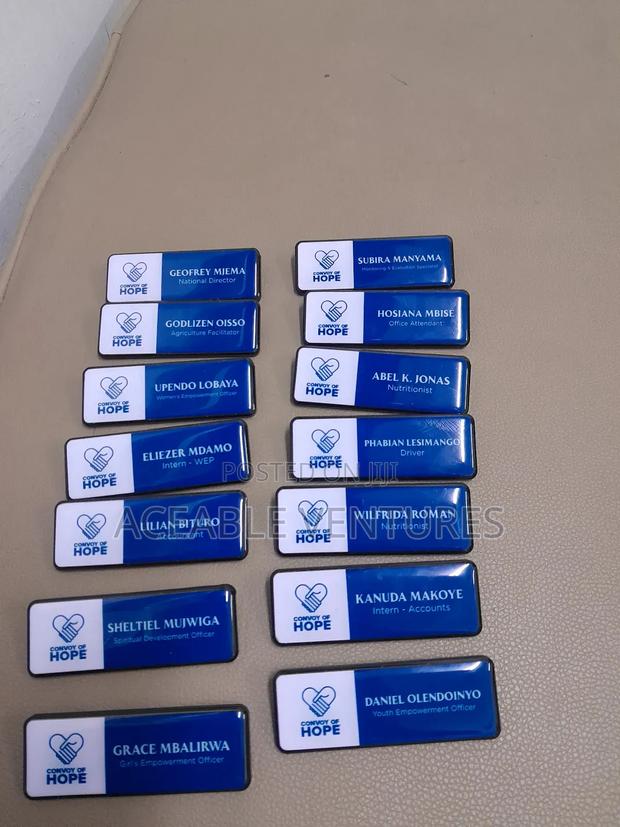 CONVOY OF
HOPE
GEOFREY MIEMA
National Director
CONVOY OF
HOPE
GODLIZEN OISSO
Agriculture Facilitator
CONVOY OF
HOPE
UPENDO LOBAYA
Women's Empowerment Officer
CONVOY OF
HOPE
ELIEZER MDAMO
Intern - WEP
CONVOY OF
HOPE
LILIAN BITURO
Accountant
CONVOY OF
HOPE
SHELTIEL MUJWIGA
Spiritual Development Officer
CONVOY OF
HOPE
GRACE MBALIRWA
Girl's Empowerment Officer
CONVOY OF
HOPE
SUBIRA MANYAMA
Monitoring & Evaluation Specialist
CONVOY OF
HOPE
HOSIANA MBISE
Office Attendant
CONVOY OF
HOPE
ABEL K. JONAS
Nutritionist
CONVOY OF
HOPE
PHABIAN LESIMANGO
Driver
CONVOY OF
HOPE
WILFRIDA ROMAN
Nutritionist
CONVOY OF
HOPE
KANUDA MAKOYE
Intern - Accounts
CONVOY OF
HOPE
DANIEL OLENDOINYO
Youth Empowerment Officer
POSTED ON JIJI
ACEABLE VENTURES